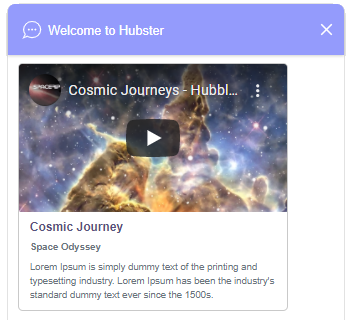 Welcome to Hubster
SPACERIP
Cosmic Journeys - Hubbl...
Cosmic Journey
Space Odyssey
Lorem Ipsum is simply dummy text of the printing and
typesetting industry. Lorem Ipsum has been the industry's
standard dummy text ever since the 1500s.